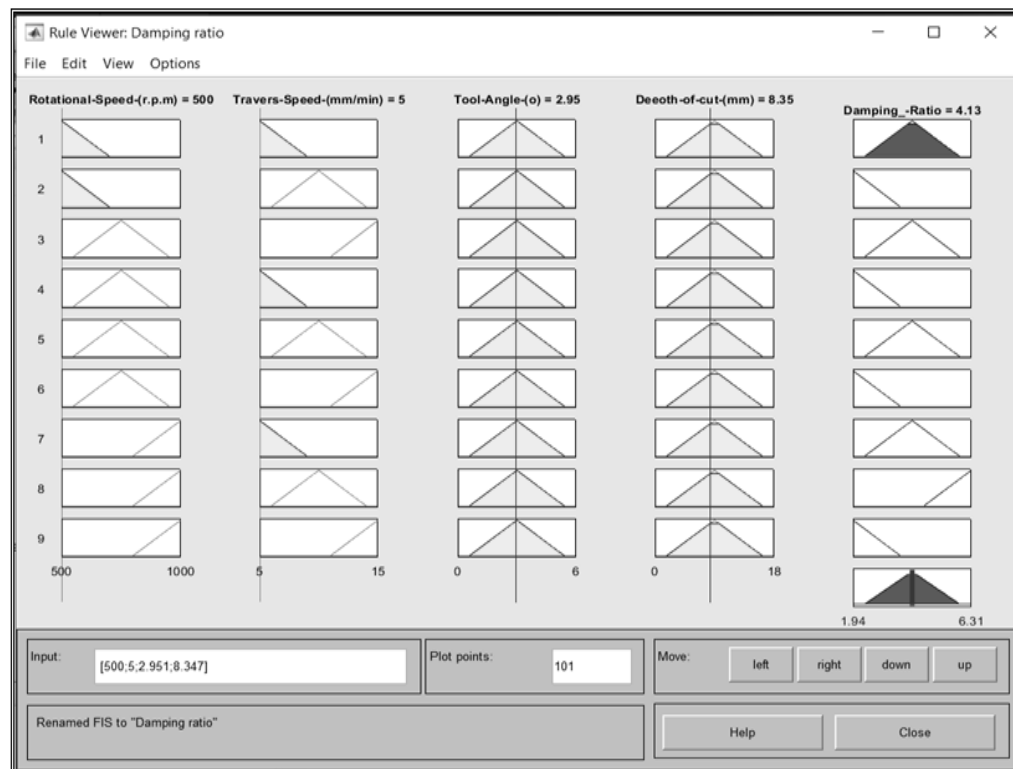 Rule Viewer: Damping ratio
File Edit View Options
Rotational-Speed-(r.p.m) = 500
Travers-Speed-(mm/min) = 5
Tool-Angle-(o) = 2.95
Deeoth-of-cut-(mm) = 8.35
Damping_-Ratio = 4.13
1
2
3
4
5
6
7
8
9
500 1000
5 15
0 6
0 18
1.94 6.31
Input:
[500;5;2.951;8.347]
Plot points:
101
Move:
left
right
down
up
Renamed FIS to "Damping ratio"
Help
Close